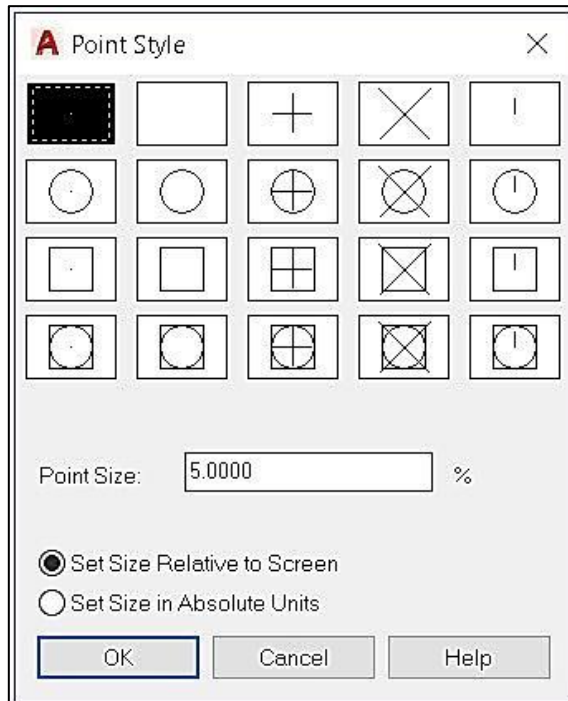 Point Style
Point Size: 5.0000 %
Set Size Relative to Screen
Set Size in Absolute Units
OK Cancel Help